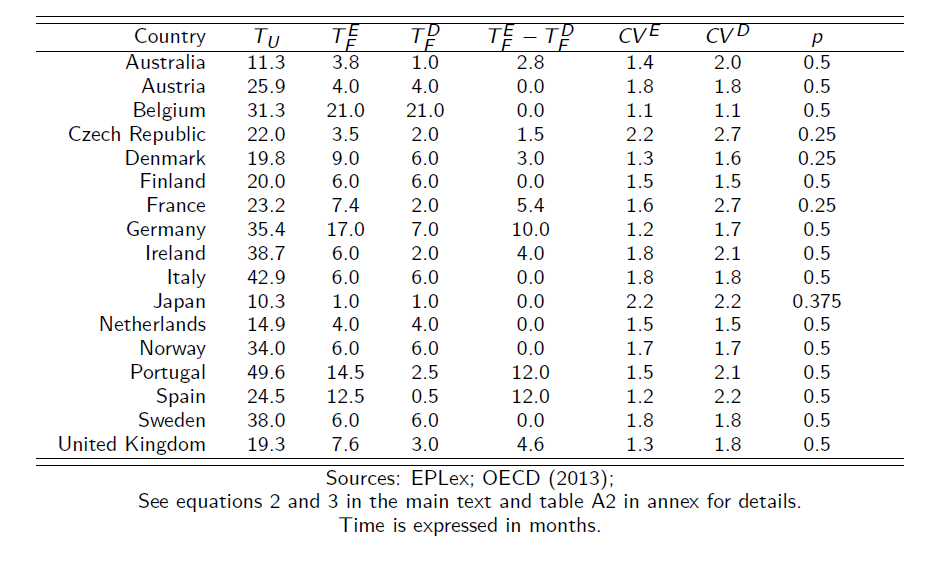 Country T_U T_F^E T_F^D T_F^E − T_F^D CV^E CV^D p
Australia 11.3 3.8 1.0 2.8 1.4 2.0 0.5
Austria 25.9 4.0 4.0 0.0 1.8 1.8 0.5
Belgium 31.3 21.0 21.0 0.0 1.1 1.1 0.5
Czech Republic 22.0 3.5 2.0 1.5 2.2 2.7 0.25
Denmark 19.8 9.0 6.0 3.0 1.3 1.6 0.25
Finland 20.0 6.0 6.0 0.0 1.5 1.5 0.5
France 23.2 7.4 2.0 5.4 1.6 2.7 0.25
Germany 35.4 17.0 7.0 10.0 1.2 1.7 0.5
Ireland 38.7 6.0 2.0 4.0 1.8 2.1 0.5
Italy 42.9 6.0 6.0 0.0 1.8 1.8 0.5
Japan 10.3 1.0 1.0 0.0 2.2 2.2 0.375
Netherlands 14.9 4.0 4.0 0.0 1.5 1.5 0.5
Norway 34.0 6.0 6.0 0.0 1.7 1.7 0.5
Portugal 49.6 14.5 2.5 12.0 1.5 2.1 0.5
Spain 24.5 12.5 0.5 12.0 1.2 2.2 0.5
Sweden 38.0 6.0 6.0 0.0 1.8 1.8 0.5
United Kingdom 19.3 7.6 3.0 4.6 1.3 1.8 0.5
Sources: EPLex; OECD (2013);
See equations 2 and 3 in the main text and table A2 in annex for details.
Time is expressed in months.